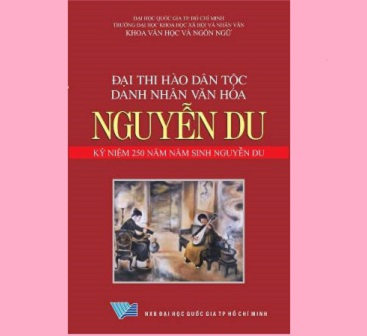 ĐẠI HỌC QUỐC GIA TP HỒ CHÍ MINH
TRƯỜNG ĐẠI HỌC KHOA HỌC XÃ HỘI VÀ NHÂN VĂN
KHOA VĂN HỌC VÀ NGÔN NGỮ
ĐẠI THI HÀO DÂN TỘC
DANH NHÂN VĂN HÓA
NGUYỄN DU
KỶ NIỆM 250 NĂM NĂM SINH NGUYỄN DU
NXB ĐẠI HỌC QUỐC GIA TP HỒ CHÍ MINH